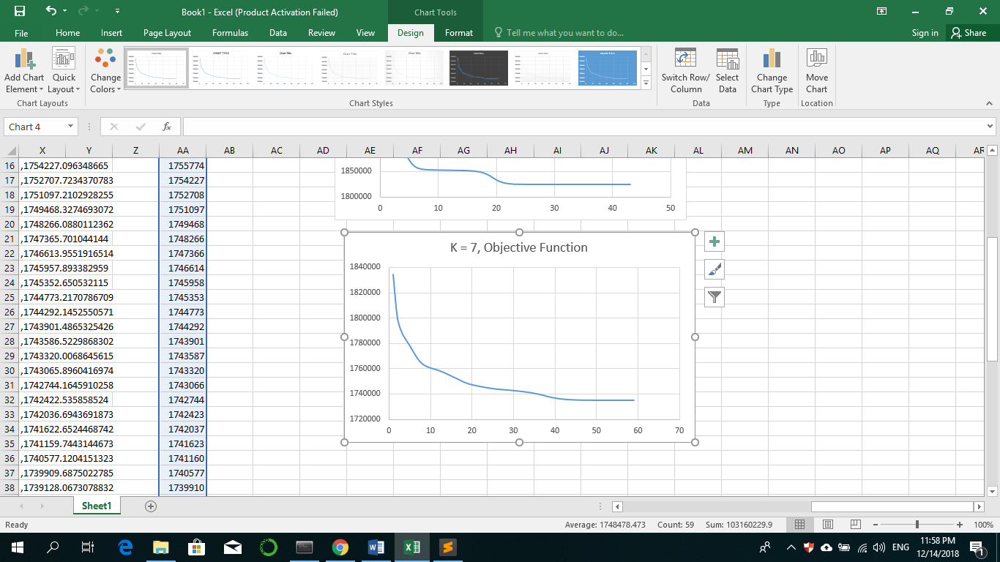 Book1 - Excel (Product Activation Failed)
Chart Tools
File Home Insert Page Layout Formulas Data Review View Design Format Tell me what you want to do... Sign in Share
Add Chart Element Quick Layout Change Colors Switch Row/ Column Select Data Change Chart Type Move Chart
Chart Layouts Chart Styles Data Type Location
Chart 4 fx
X Y Z AA AB AC AD AE AF AG AH AI AJ AK AL AM AN AO AP AQ AR
16 ,1754227.096348665 1755774
17 ,1752707.7234370783 1754227
18 ,1751097.2102928255 1752708
19 ,1749468.3274693072 1751097
20 ,1748266.0880112362 1749468
21 ,1747365.701044144 1748266
22 ,1746613.9551916514 1747366
23 ,1745957.893382959 1746614
24 ,1745352.650532115 1745958
25 ,1744773.2170786709 1745353
26 ,1744292.1452550571 1744773
27 ,1743901.4865325426 1744292
28 ,1743586.5229868302 1743901
29 ,1743320.0068645615 1743587
30 ,1743065.8960416974 1743320
31 ,1742744.1645910258 1743066
32 ,1742422.535858524 1742744
33 ,1742036.6943691873 1742423
34 ,1741622.6524468742 1742037
35 ,1741159.7443144673 1741623
36 ,1740577.1204151323 1741160
37 ,1739909.6875022785 1740577
38 ,1739128.0673078832 1739910
1850000
1800000
0 10 20 30 40 50
K = 7, Objective Function
1840000
1820000
1800000
1780000
1760000
1740000
1720000
0 10 20 30 40 50 60 70
Sheet1
Ready Average: 1748478.473 Count: 59 Sum: 103160229.9 100%
ENG 11:58 PM
12/14/2018
1